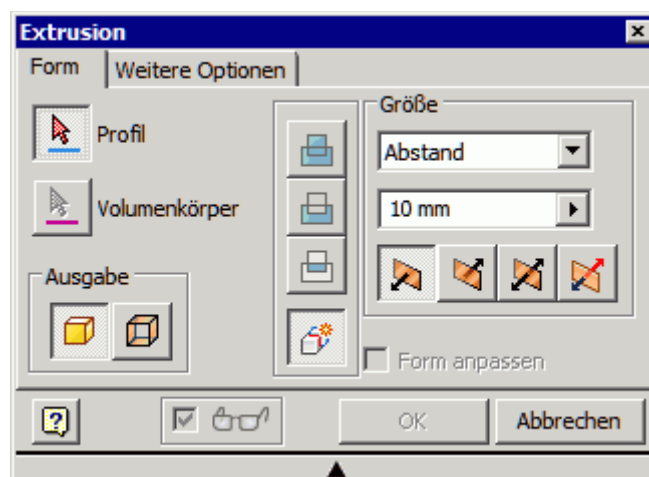 Extrusion
Form
Weitere Optionen
Profil
Volumenkörper
Ausgabe
Größe
Abstand
10 mm
Form anpassen
OK
Abbrechen